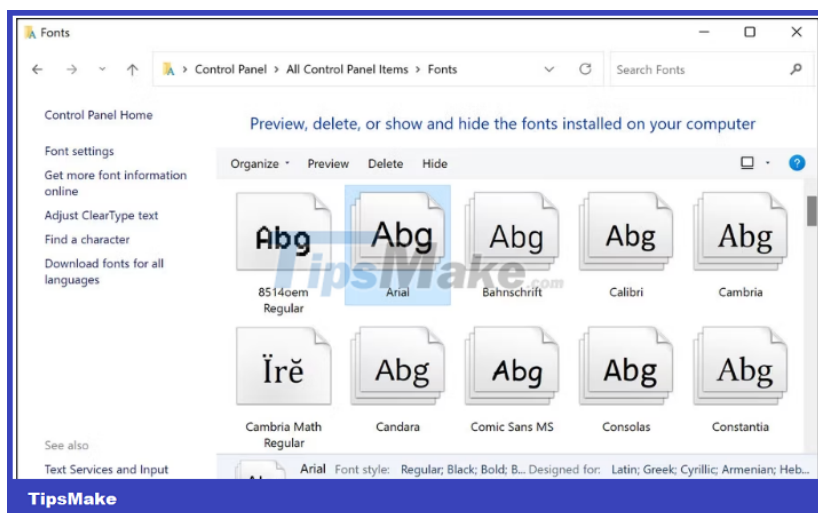 Fonts
Control Panel > All Control Panel Items > Fonts
Search Fonts
Control Panel Home
Font settings
Get more font information
online
Adjust ClearType text
Find a character
Download fonts for all
languages
See also
Text Services and Input
Preview, delete, or show and hide the fonts installed on your computer
Organize Preview Delete Hide
?
Abg Abg Abg Abg Abg
TipsMake.com
8514oem Arial Bahnschrift Calibri Cambria
Regular
Ïrĕ Abg Abg Abg Abg
Cambria Math Candara Comic Sans MS Consolas Constantia
Regular
Arial Font style: Regular; Black; Bold; B... Designed for: Latin; Greek; Cyrillic; Armenian; Heb...
TipsMake